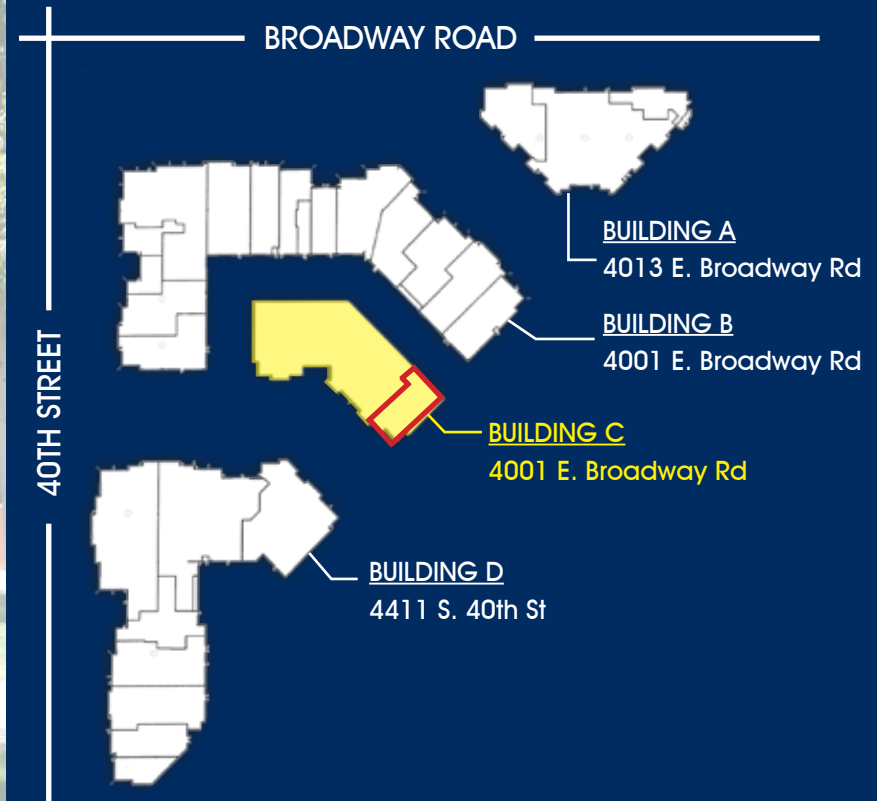 BROADWAY ROAD
BUILDING A
4013 E. Broadway Rd
BUILDING B
4001 E. Broadway Rd
40TH STREET
BUILDING C
4001 E. Broadway Rd
BUILDING D
4411 S. 40th St